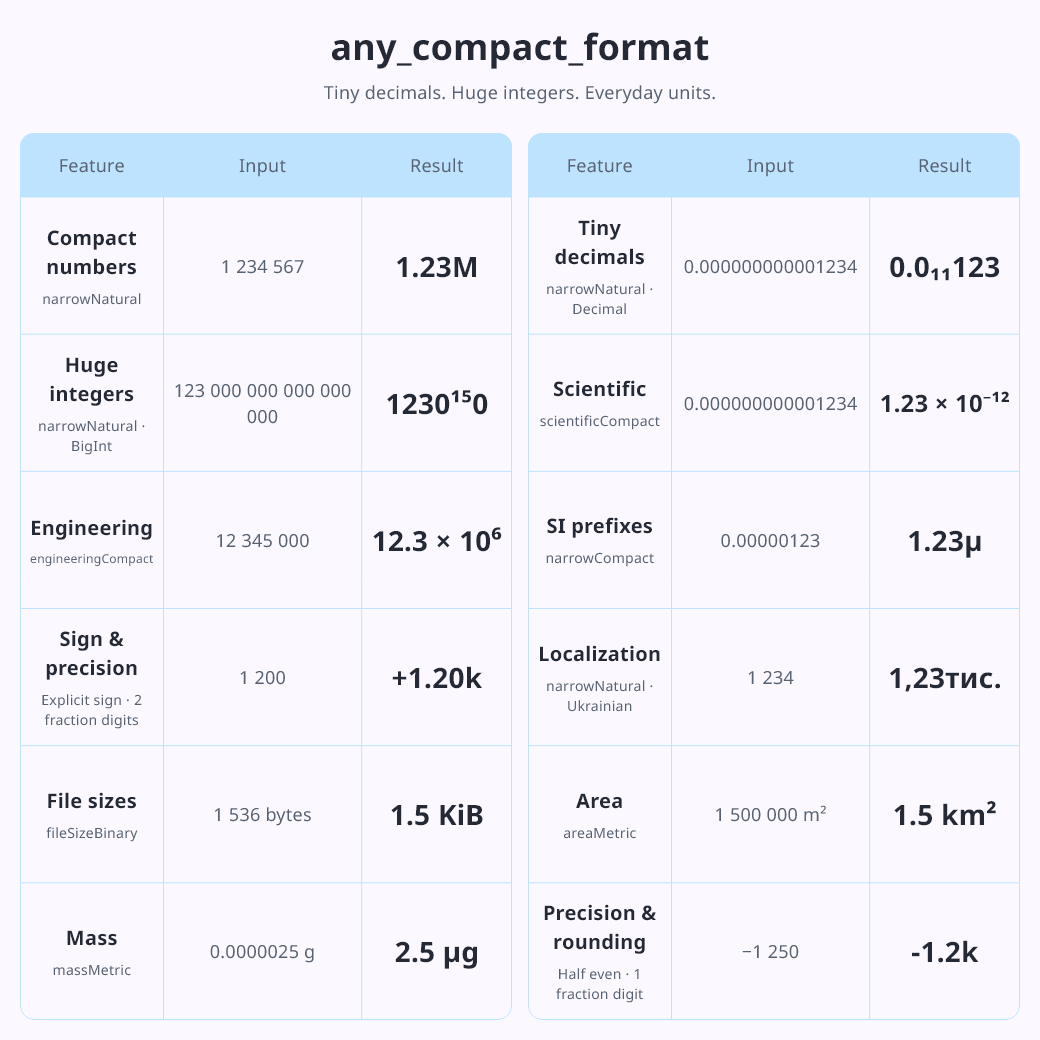 any_compact_format
Tiny decimals. Huge integers. Everyday units.
Feature
Input
Result
Compact
numbers
narrowNatural
1 234 567
1.23M
Huge
integers
narrowNatural ·
BigInt
123 000 000 000 000
000
1230¹⁵0
Engineering
engineeringCompact
12 345 000
12.3 × 10⁶
Sign &
precision
Explicit sign · 2
fraction digits
1 200
+1.20k
File sizes
fileSizeBinary
1 536 bytes
1.5 KiB
Mass
massMetric
0.0000025 g
2.5 µg
Feature
Input
Result
Tiny
decimals
narrowNatural ·
Decimal
0.000000000001234
0.0₁₁123
Scientific
scientificCompact
0.000000000001234
1.23 × 10⁻¹²
SI prefixes
narrowCompact
0.00000123
1.23µ
Localization
narrowNatural ·
Ukrainian
1 234
1,23тис.
Area
areaMetric
1 500 000 m²
1.5 km²
Precision &
rounding
Half even · 1
fraction digit
−1 250
-1.2k